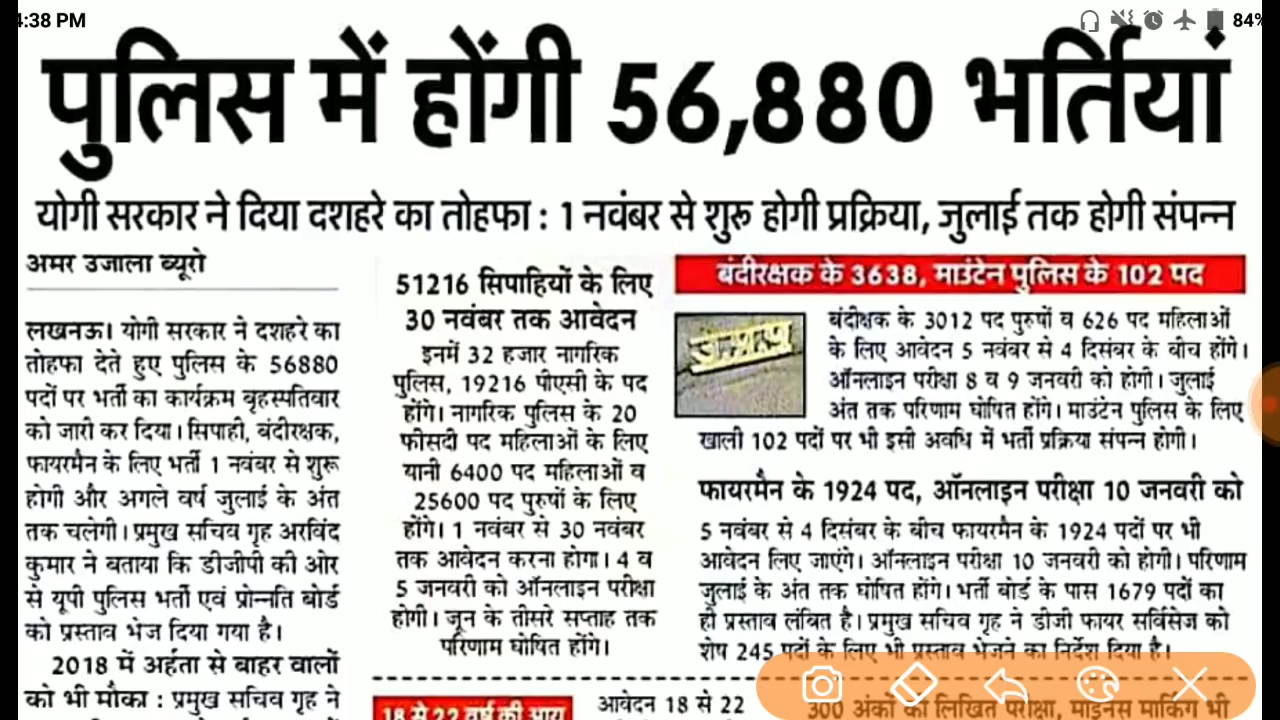 4:38 PM
84%
पुलिस में होंगी 56,880 भर्तियां
योगी सरकार ने दिया दशहरे का तोहफा : 1 नवंबर से शुरू होगी प्रक्रिया, जुलाई तक होगी संपन्न
अमर उजाला ब्यूरो
लखनऊ। योगी सरकार ने दशहरे का
तोहफा देते हुए पुलिस के 56880
पदों पर भर्ती का कार्यक्रम बृहस्पतिवार
को जारी कर दिया। सिपाही, बंदीरक्षक,
फायरमैन के लिए भर्ती 1 नवंबर से शुरू
होगी और अगले वर्ष जुलाई के अंत
तक चलेगी। प्रमुख सचिव गृह अरविंद
कुमार ने बताया कि डीजीपी की ओर
से यूपी पुलिस भर्ती एवं प्रोन्नति बोर्ड
को प्रस्ताव भेज दिया गया है।
2018 में अर्हता से बाहर वालों
को भी मौका : प्रमुख सचिव गृह ने
51216 सिपाहियों के लिए
30 नवंबर तक आवेदन
इनमें 32 हजार नागरिक
पुलिस, 19216 पीएसी के पद
होंगे। नागरिक पुलिस के 20
फीसदी पद महिलाओं के लिए
यानी 6400 पद महिलाओं व
25600 पद पुरुषों के लिए
होंगे। 1 नवंबर से 30 नवंबर
तक आवेदन करना होगा। 4 व
5 जनवरी को ऑनलाइन परीक्षा
होगी। जून के तीसरे सप्ताह तक
परिणाम घोषित होंगे।
बंदीरक्षक के 3638, माउंटेन पुलिस के 102 पद
उ.प्र.पु.
बंदीक्षक के 3012 पद पुरुषों व 626 पद महिलाओं
के लिए आवेदन 5 नवंबर से 4 दिसंबर के बीच होंगे।
ऑनलाइन परीक्षा 8 व 9 जनवरी को होगी। जुलाई
अंत तक परिणाम घोषित होंगे। माउंटेन पुलिस के लिए
खाली 102 पदों पर भी इसी अवधि में भर्ती प्रक्रिया संपन्न होगी।
फायरमैन के 1924 पद, ऑनलाइन परीक्षा 10 जनवरी को
5 नवंबर से 4 दिसंबर के बीच फायरमैन के 1924 पदों पर भी
आवेदन लिए जाएंगे। ऑनलाइन परीक्षा 10 जनवरी को होगी। परिणाम
जुलाई के अंत तक घोषित होंगे। भर्ती बोर्ड के पास 1679 पदों का
ही प्रस्ताव लंबित है। प्रमुख सचिव गृह ने डीजी फायर सर्विसेज को
शेष 245 पदों के लिए भी प्रस्ताव भेजने का निर्देश दिया है।
18 से 22 वर्ष की आयु
आवेदन 18 से 22
300 अंकों की लिखित परीक्षा, माइनस मार्किंग भी